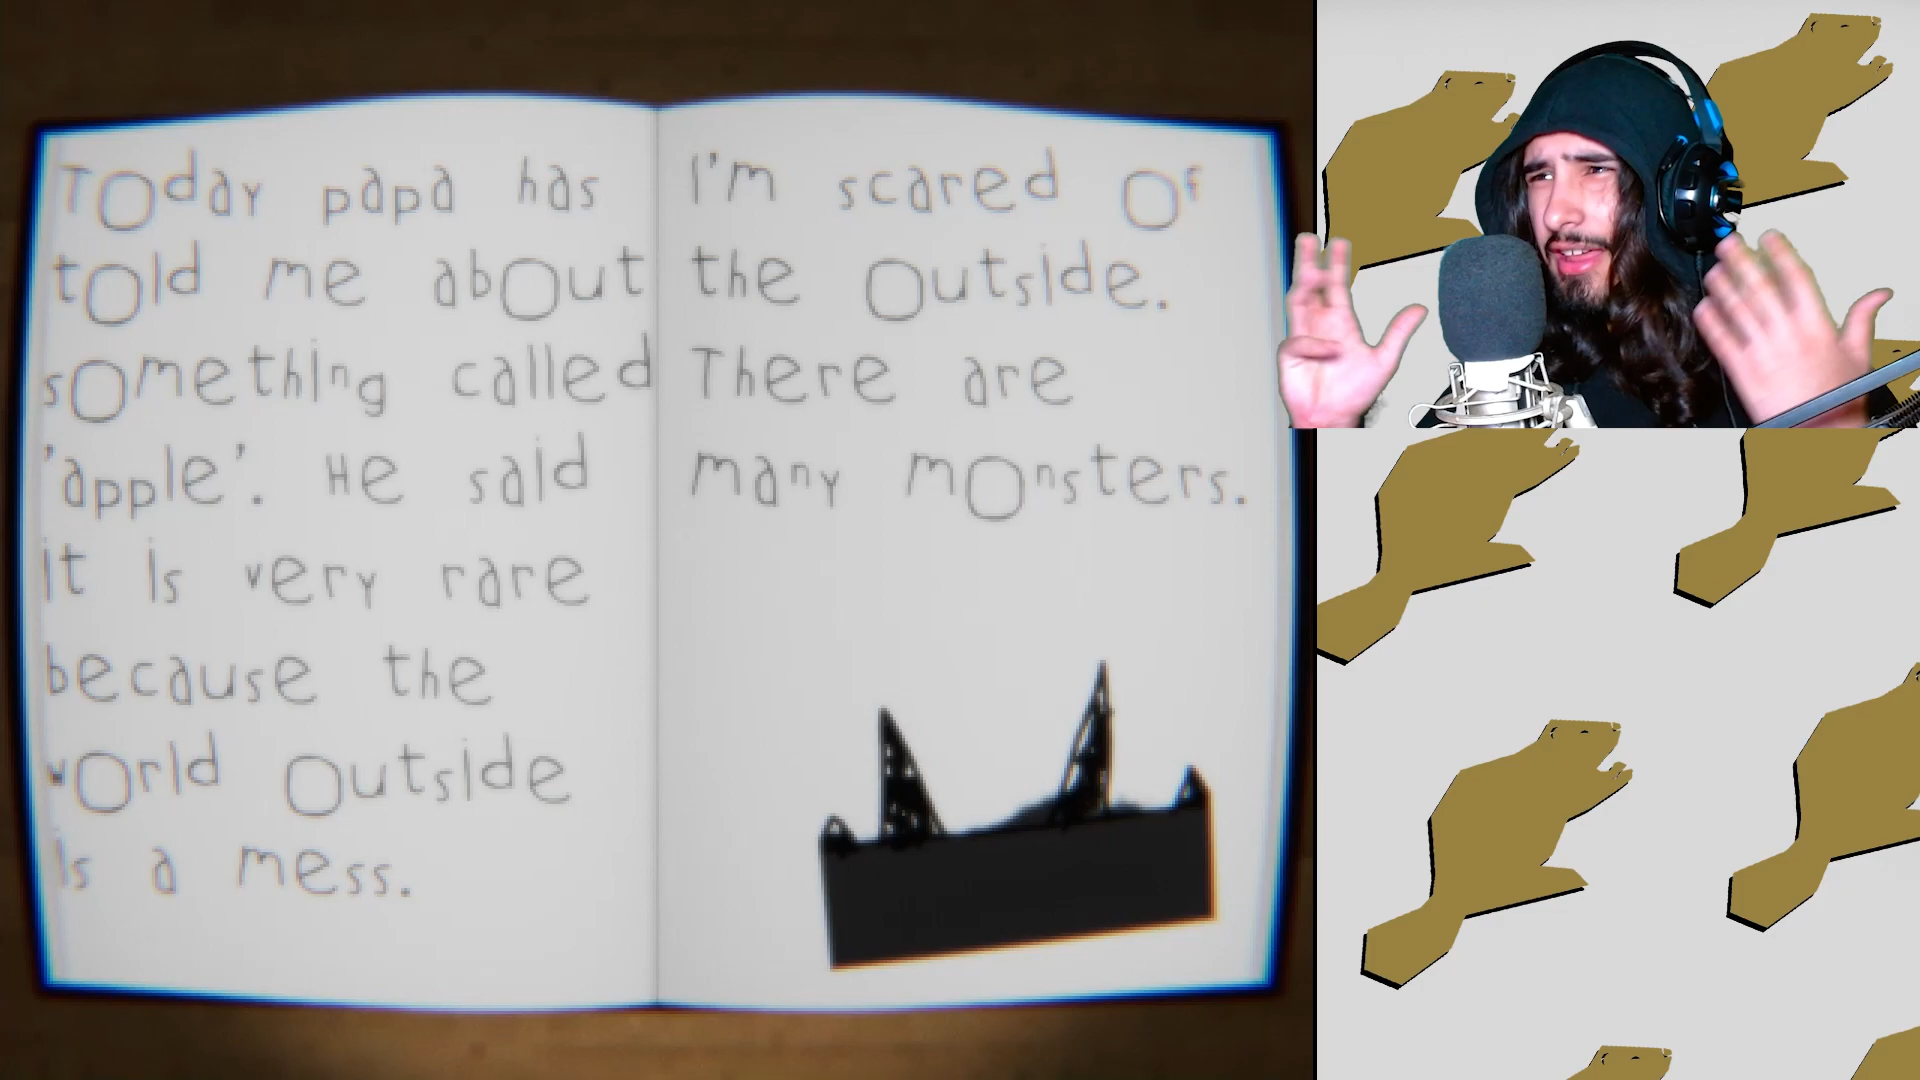 Today papa has
told me about
something called
'apple'. He said
it is very rare
because the
world outside
is a mess.
I'm scared of
the outside.
There are
many monsters.